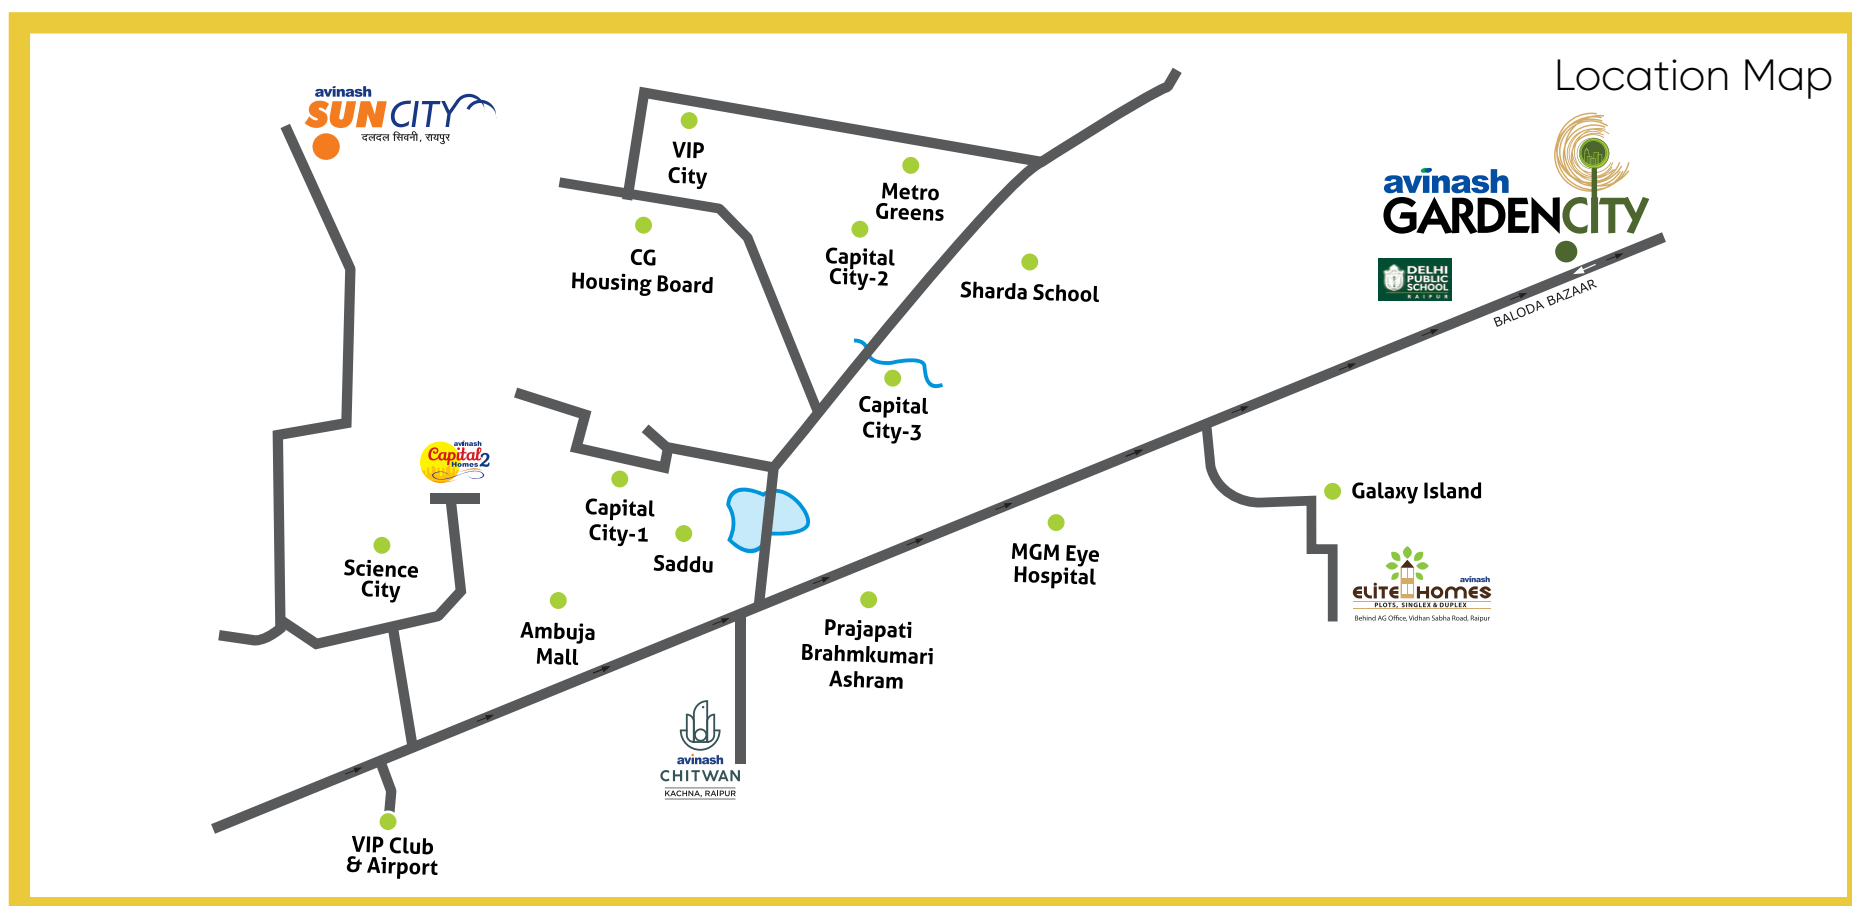 Location Map
avinash
SUN CITY
दलदल सिवनी, रायपुर
VIP
City
Metro
Greens
avinash
GARDENCITY
CG
Housing Board
Capital
City-2
Sharda School
DELHI
PUBLIC
SCHOOL
RAIPUR
BALODA BAZAAR
Capital
City-3
avinash
Capital 2
Homes
Capital
City-1
Saddu
Galaxy Island
Science
City
MGM Eye
Hospital
avinash
ELITE HOMES
PLOTS, SINGLEX & DUPLEX
Behind AG Office, Vidhan Sabha Road, Raipur
Ambuja
Mall
Prajapati
Brahmkumari
Ashram
avinash
CHITWAN
KACHNA, RAIPUR
VIP Club
& Airport